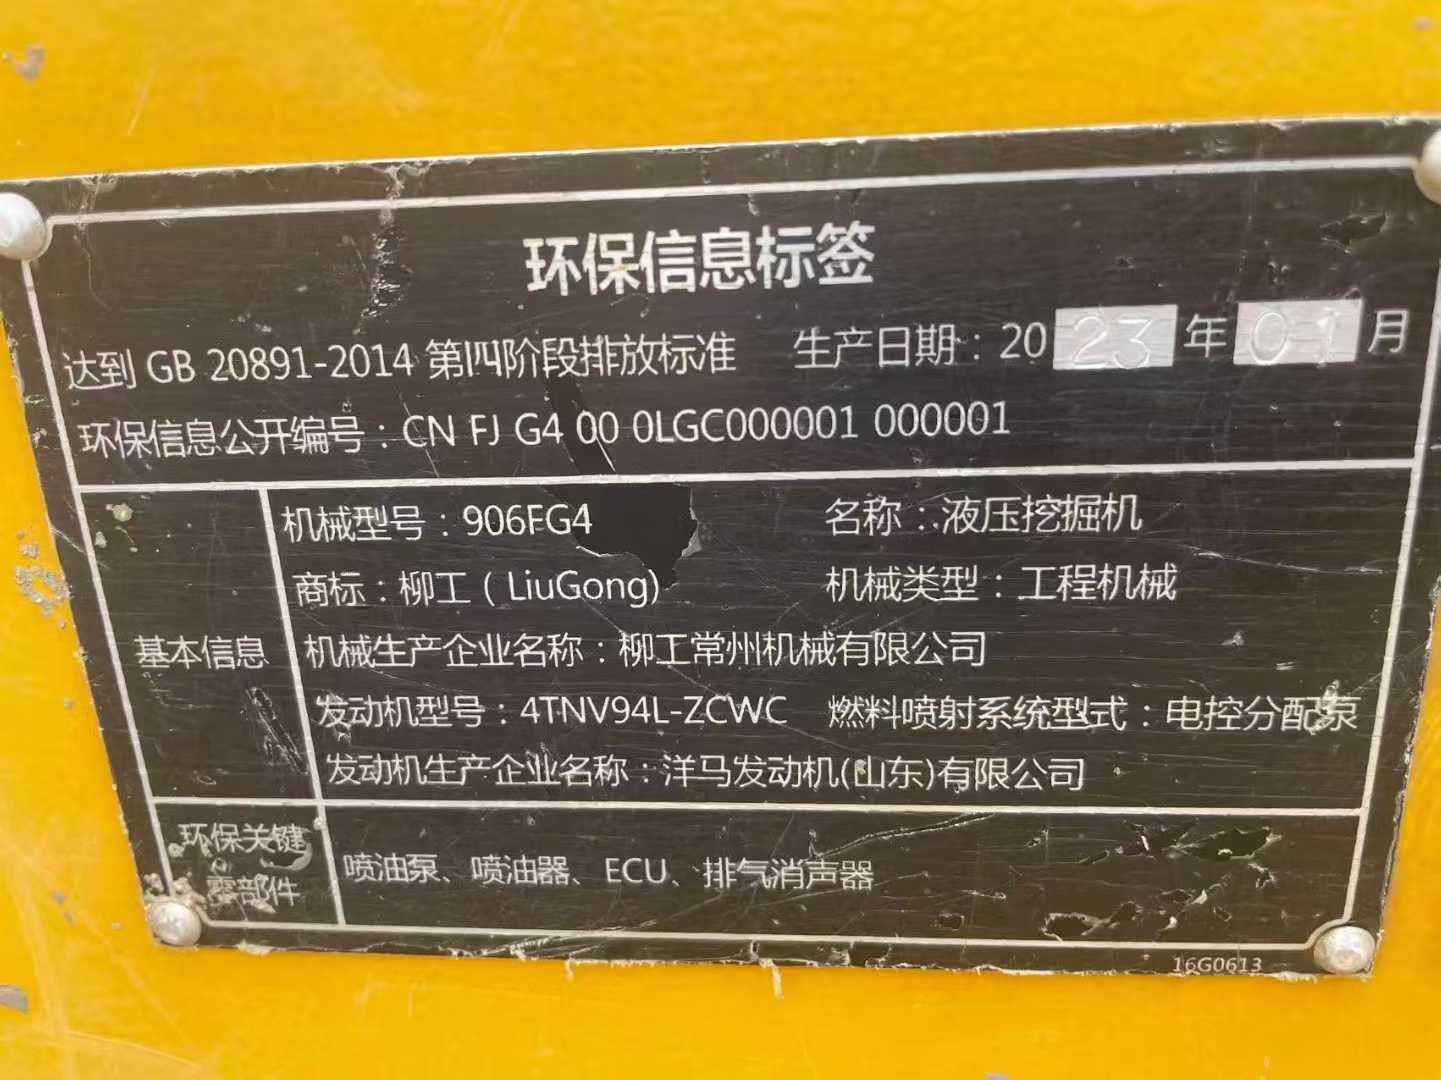 环保信息标签
达到 GB 20891-2014 第四阶段排放标准 生产日期：2023年01月
环保信息公开编号：CN FJ G4 00 0LGC000001 000001
基本信息
机械型号：906FG4 名称：液压挖掘机
商标：柳工（LiuGong） 机械类型：工程机械
机械生产企业名称：柳工常州机械有限公司
发动机型号：4TNV94L-ZCWC 燃料喷射系统型式：电控分配泵
发动机生产企业名称：洋马发动机(山东)有限公司
环保关键
零部件
喷油泵、喷油器、ECU、排气消声器
16G0613